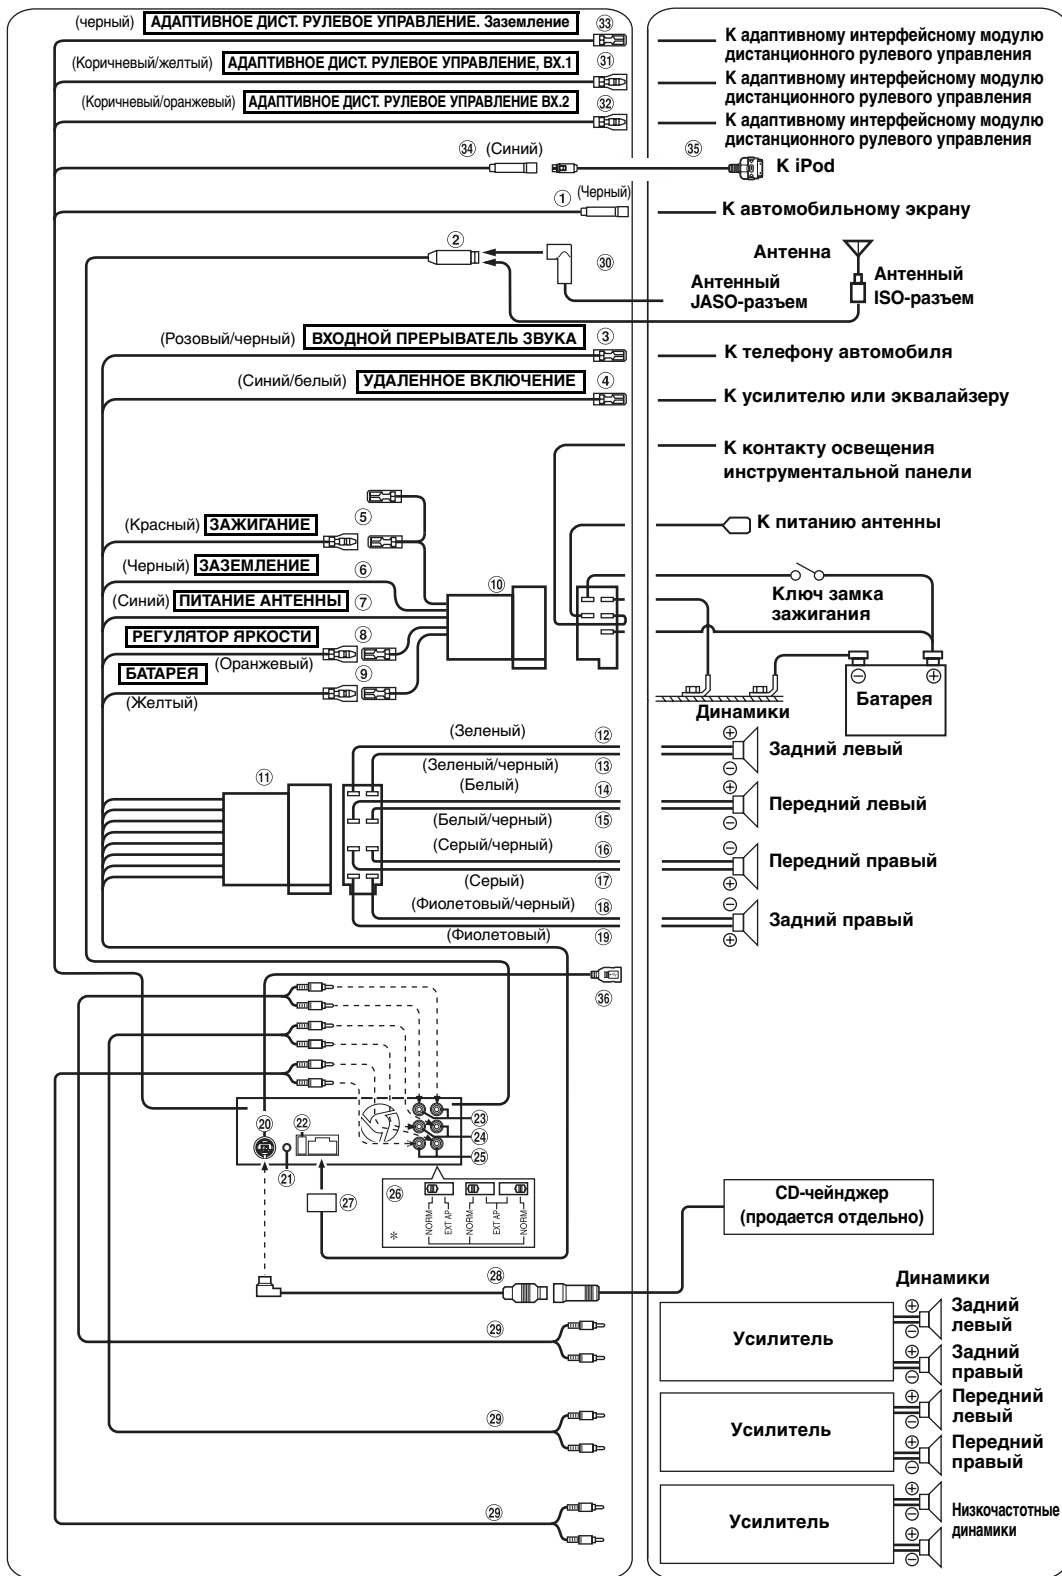 (черный) АДАПТИВНОЕ ДИСТ. РУЛЕВОЕ УПРАВЛЕНИЕ. Заземление ㉝
К адаптивному интерфейсному модулю
дистанционного рулевого управления
(Коричневый/желтый) АДАПТИВНОЕ ДИСТ. РУЛЕВОЕ УПРАВЛЕНИЕ, ВХ.1 ㉛
К адаптивному интерфейсному модулю
дистанционного рулевого управления
(Коричневый/оранжевый) АДАПТИВНОЕ ДИСТ. РУЛЕВОЕ УПРАВЛЕНИЕ ВХ.2 ㉜
К адаптивному интерфейсному модулю
дистанционного рулевого управления
㉞ (Синий) ㉟ К iPod
① (Черный) К автомобильному экрану
② ㉚
Антенна
Антенный
JASO-разъем
Антенный
ISO-разъем
(Розовый/черный) ВХОДНОЙ ПРЕРЫВАТЕЛЬ ЗВУКА ③ К телефону автомобиля
(Синий/белый) УДАЛЕННОЕ ВКЛЮЧЕНИЕ ④ К усилителю или эквалайзеру
К контакту освещения
инструментальной панели
(Красный) ЗАЖИГАНИЕ ⑤ К питанию антенны
(Черный) ЗАЗЕМЛЕНИЕ ⑥ ⑩
Ключ замка
зажигания
(Синий) ПИТАНИЕ АНТЕННЫ ⑦
РЕГУЛЯТОР ЯРКОСТИ ⑧
(Оранжевый)
БАТАРЕЯ ⑨
(Желтый)
⊖ ⊕
Батарея
Динамики
(Зеленый) ⑫ ⊕
Задний левый
(Зеленый/черный) ⑬ ⊖
⑪
(Белый) ⑭ ⊕
Передний левый
(Белый/черный) ⑮ ⊖
(Серый/черный) ⑯ ⊖
Передний правый
(Серый) ⑰ ⊕
(Фиолетовый/черный) ⑱ ⊖
Задний правый
(Фиолетовый) ⑲ ⊕
㊱
⑳ ㉒ ㉓
㉔
㉑ ㉕
㉖ ㉗
NORM EXT AP NORM EXT AP NORM
*
CD-чейнджер
(продается отдельно)
㉘
Динамики
㉙ Усилитель
⊕ Задний
⊖ левый
⊕ Задний
⊖ правый
㉙ Усилитель
⊕ Передний
⊖ левый
⊕ Передний
⊖ правый
㉙ Усилитель
⊕
⊖ Низкочастотные
⊕ динамики
⊖